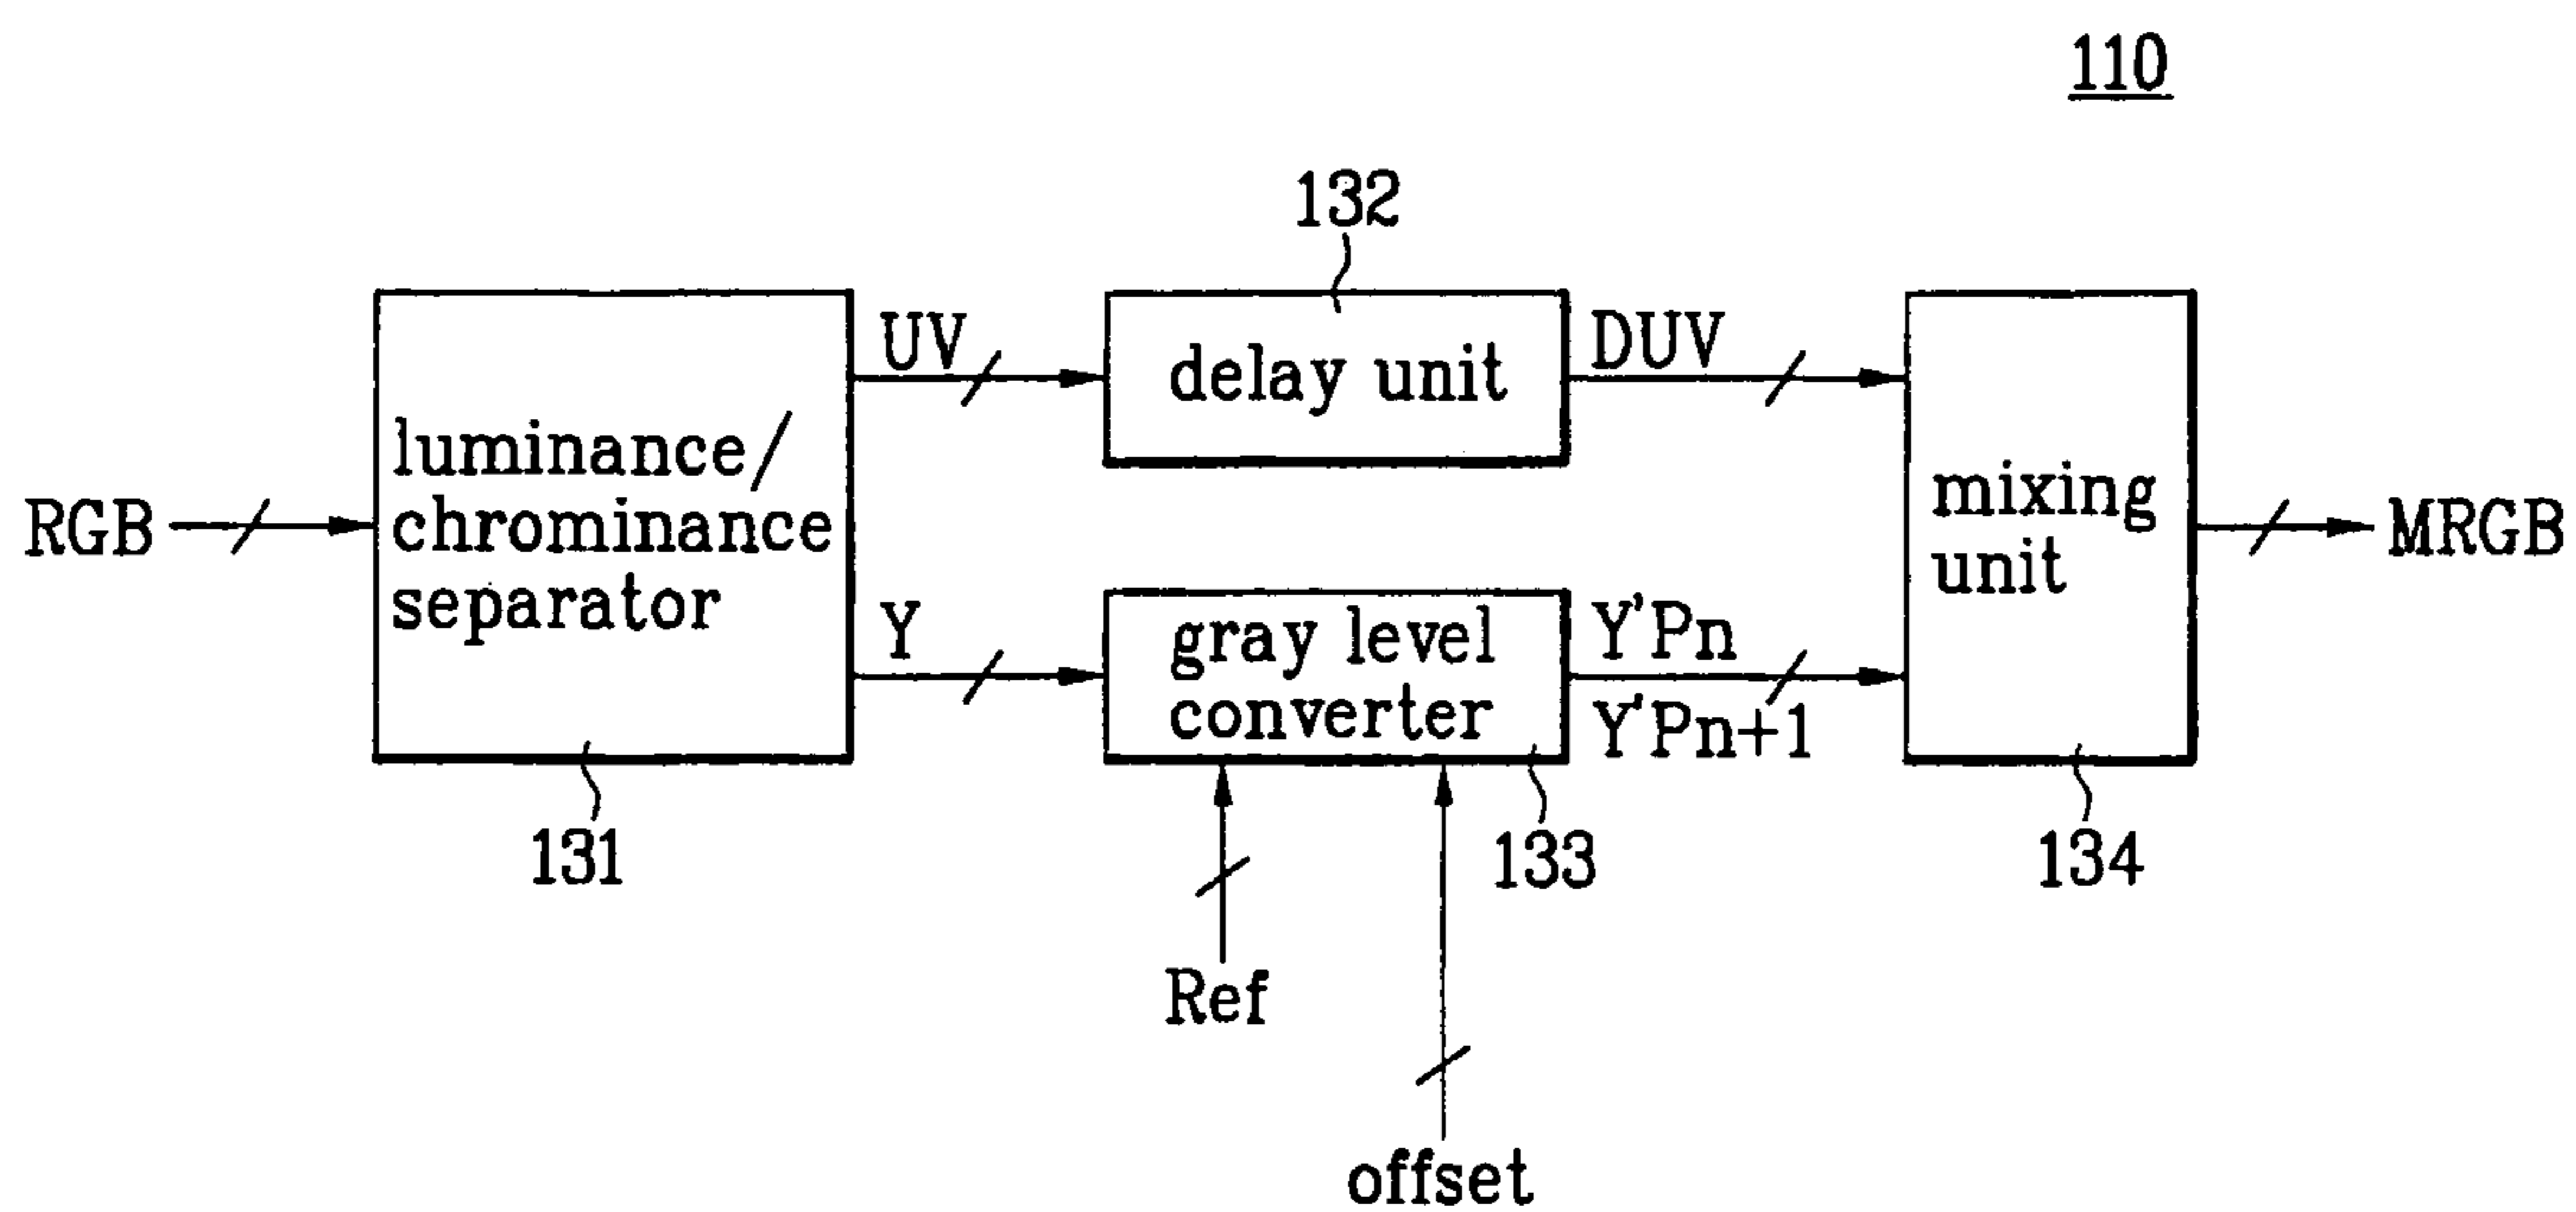 110
132
UV
delay unit
DUV
RGB
luminance/
chrominance
separator
mixing
unit
MRGB
Y
gray level
converter
Y'Pn
Y'Pn+1
131
133
134
Ref
offset